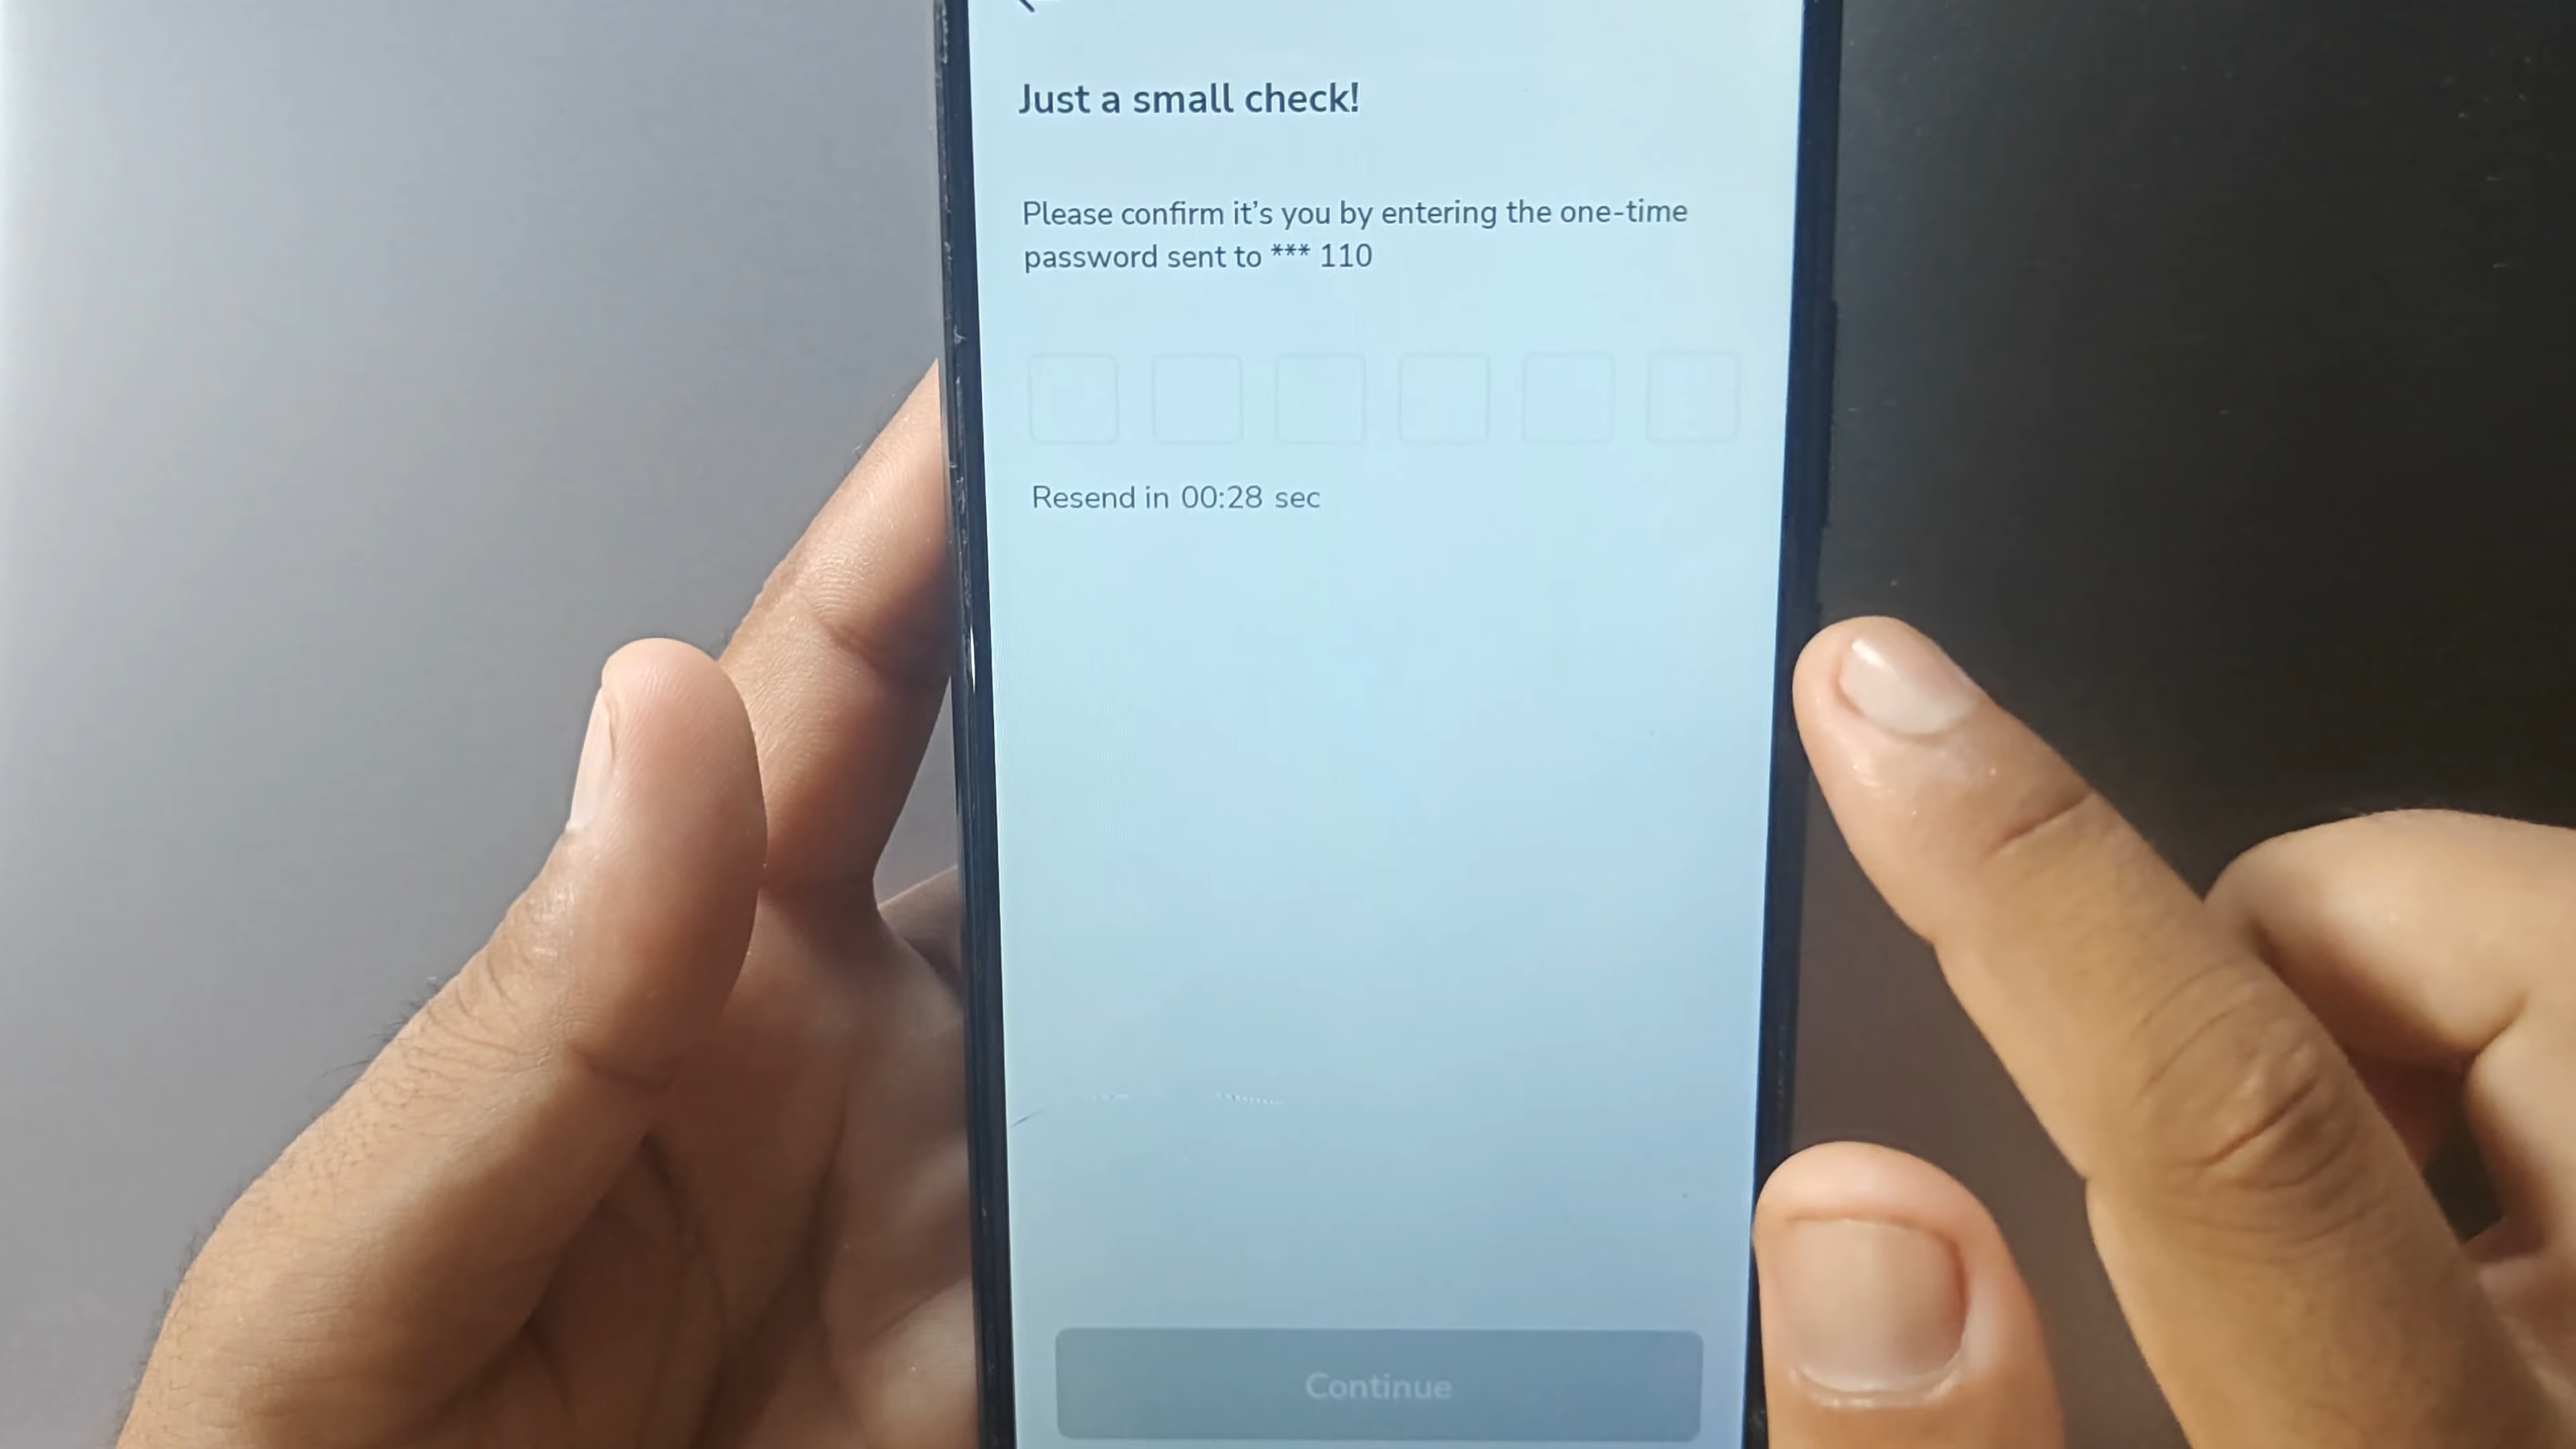 Just a small check!
Please confirm it's you by entering the one-time
password sent to *** 110
Resend in 00:28 sec
Continue